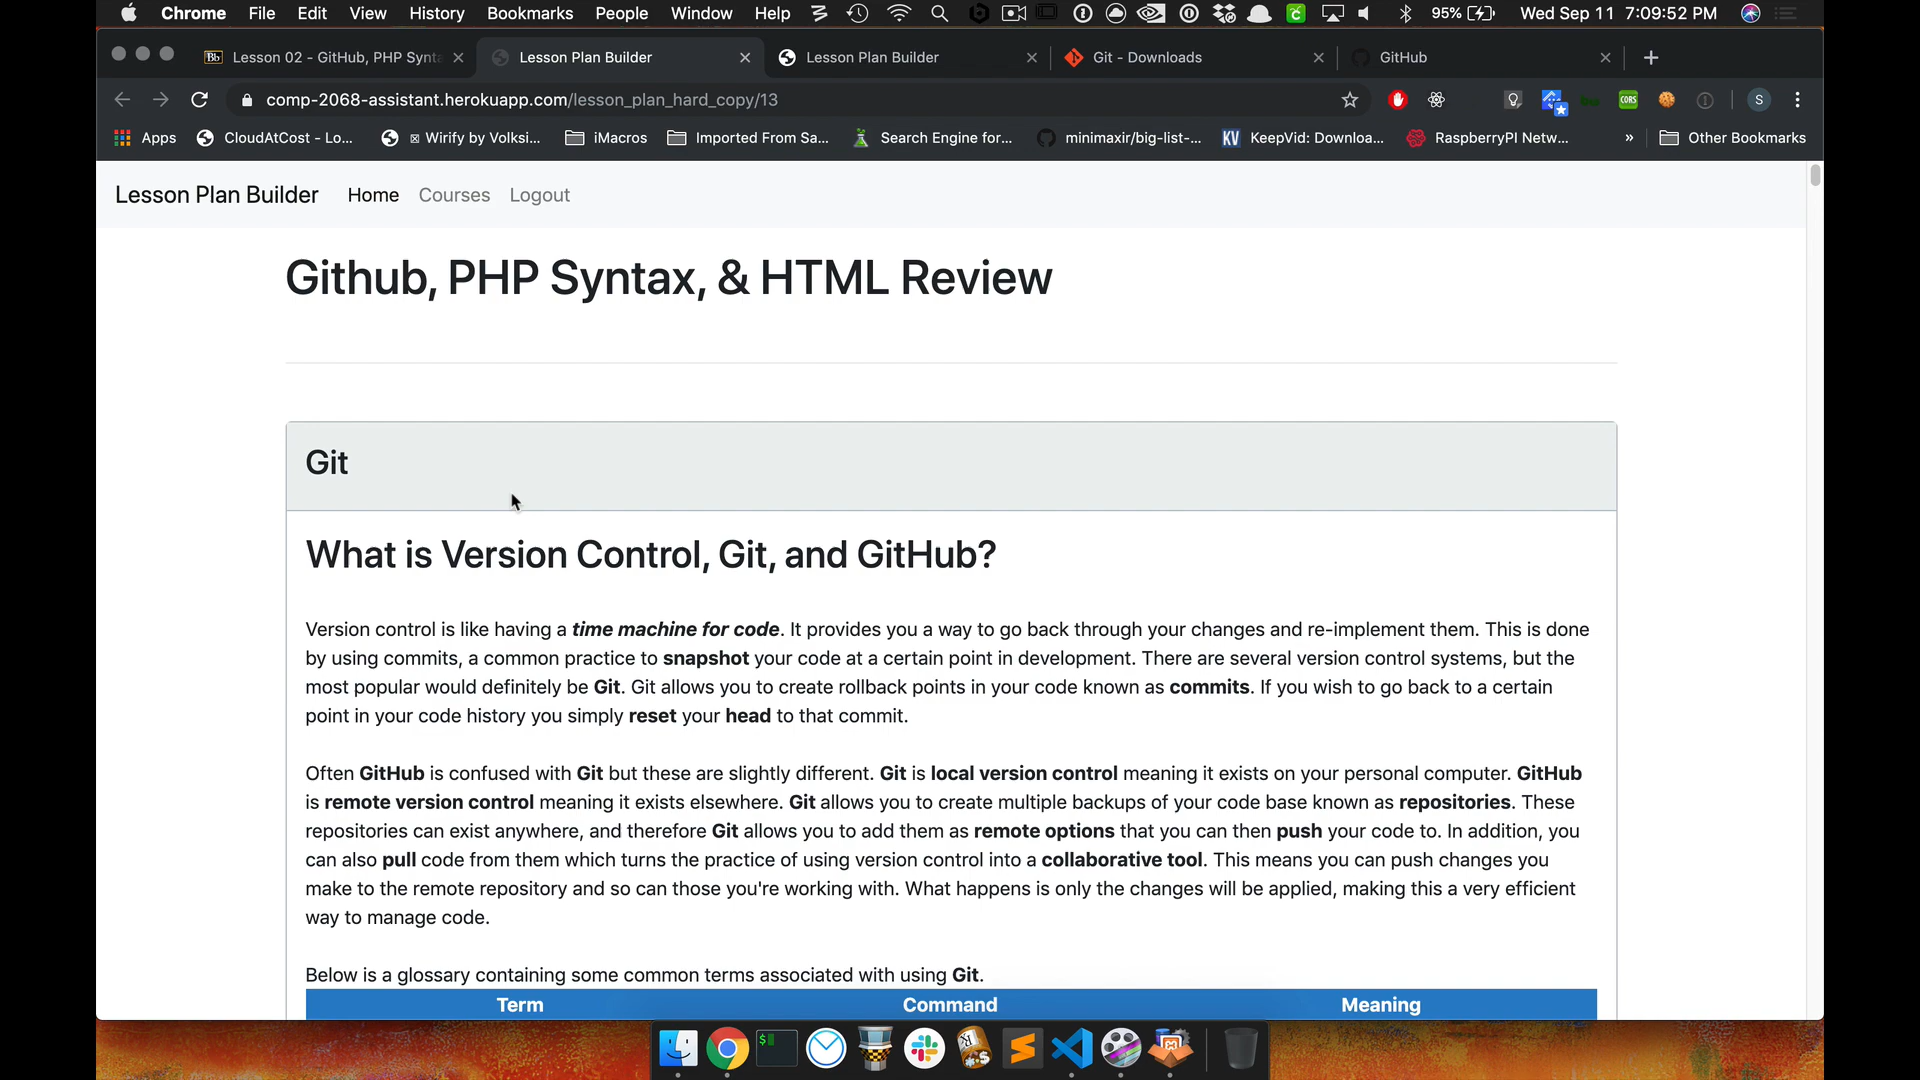 Chrome File Edit View History Bookmarks People Window Help 95% Wed Sep 11 7:09:52 PM
Bb Lesson 02 - GitHub, PHP Synta Lesson Plan Builder Lesson Plan Builder Git - Downloads GitHub
comp-2068-assistant.herokuapp.com/lesson_plan_hard_copy/13 CORS S
Apps CloudAtCost - Lo... Wirify by Volksi... iMacros Imported From Sa... Search Engine for... minimaxir/big-list-... KV KeepVid: Downloa... RaspberryPI Netw... » Other Bookmarks
Lesson Plan Builder Home Courses Logout
Github, PHP Syntax, & HTML Review
Git
What is Version Control, Git, and GitHub?
Version control is like having a time machine for code. It provides you a way to go back through your changes and re-implement them. This is done
by using commits, a common practice to snapshot your code at a certain point in development. There are several version control systems, but the
most popular would definitely be Git. Git allows you to create rollback points in your code known as commits. If you wish to go back to a certain
point in your code history you simply reset your head to that commit.
Often GitHub is confused with Git but these are slightly different. Git is local version control meaning it exists on your personal computer. GitHub
is remote version control meaning it exists elsewhere. Git allows you to create multiple backups of your code base known as repositories. These
repositories can exist anywhere, and therefore Git allows you to add them as remote options that you can then push your code to. In addition, you
can also pull code from them which turns the practice of using version control into a collaborative tool. This means you can push changes you
make to the remote repository and so can those you're working with. What happens is only the changes will be applied, making this a very efficient
way to manage code.
Below is a glossary containing some common terms associated with using Git.
Term Command Meaning